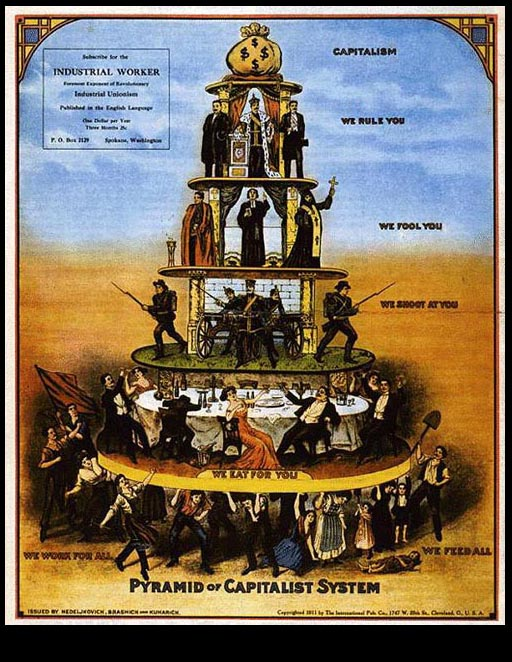 Subscribe for the
INDUSTRIAL WORKER
Foremost Exponent of Revolutionary
Industrial Unionism
Published in the English Language
One Dollar per Year
Three Months 25c.
P. O. Box 2129 Spokane, Washington
CAPITALISM
WE RULE YOU
WE FOOL YOU
WE SHOOT AT YOU
WE EAT FOR YOU
WE WORK FOR ALL
WE FEED ALL
PYRAMID OF CAPITALIST SYSTEM
ISSUED BY NEDELJKOVICH, BRASHICH AND KUHARICH.
Copyrighted 1911 by The International Pub. Co., 1747 W. 25th St., Cleveland, O., U. S. A.